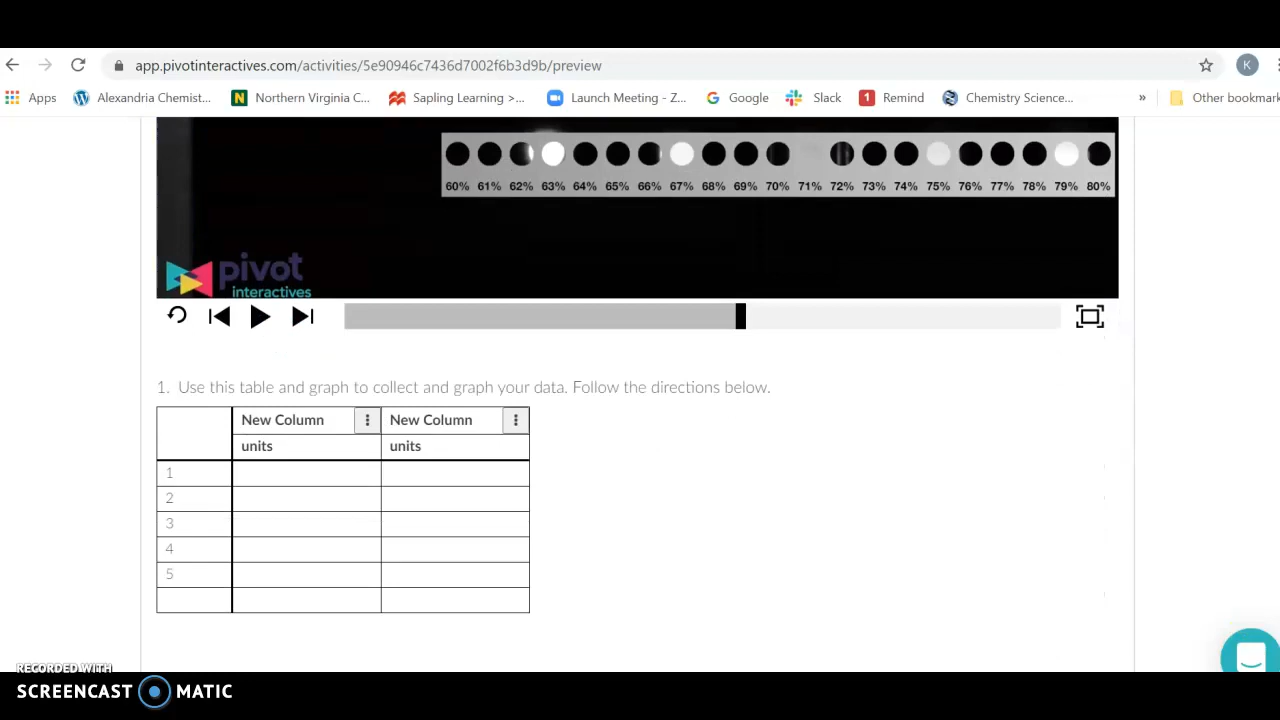 app.pivotinteractives.com/activities/5e90946c7436d7002f6b3d9b/preview K
Apps Alexandria Chemist... N Northern Virginia C... Sapling Learning >... Launch Meeting - Z... G Google Slack 1 Remind Chemistry Science... » Other bookmark
60% 61% 62% 63% 64% 65% 66% 67% 68% 69% 70% 71% 72% 73% 74% 75% 76% 77% 78% 79% 80%
pivot
interactives
1. Use this table and graph to collect and graph your data. Follow the directions below.
New Column New Column
units units
1
2
3
4
5
RECORDED WITH
SCREENCAST MATIC